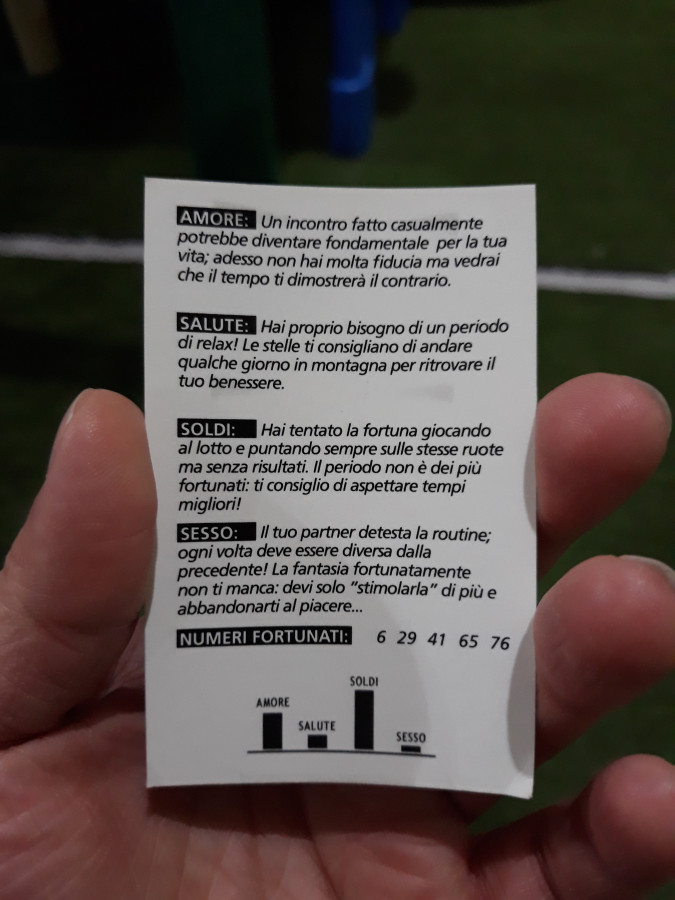 AMORE: Un incontro fatto casualmente
potrebbe diventare fondamentale per la tua
vita; adesso non hai molta fiducia ma vedrai
che il tempo ti dimostrerà il contrario.
SALUTE: Hai proprio bisogno di un periodo
di relax! Le stelle ti consigliano di andare
qualche giorno in montagna per ritrovare il
tuo benessere.
SOLDI: Hai tentato la fortuna giocando
al lotto e puntando sempre sulle stesse ruote
ma senza risultati. Il periodo non è dei più
fortunati: ti consiglio di aspettare tempi
migliori!
SESSO: Il tuo partner detesta la routine;
ogni volta deve essere diversa dalla
precedente! La fantasia fortunatamente
non ti manca: devi solo "stimolarla" di più e
abbandonarti al piacere...
NUMERI FORTUNATI: 6 29 41 65 76
SOLDI
AMORE
SALUTE
SESSO